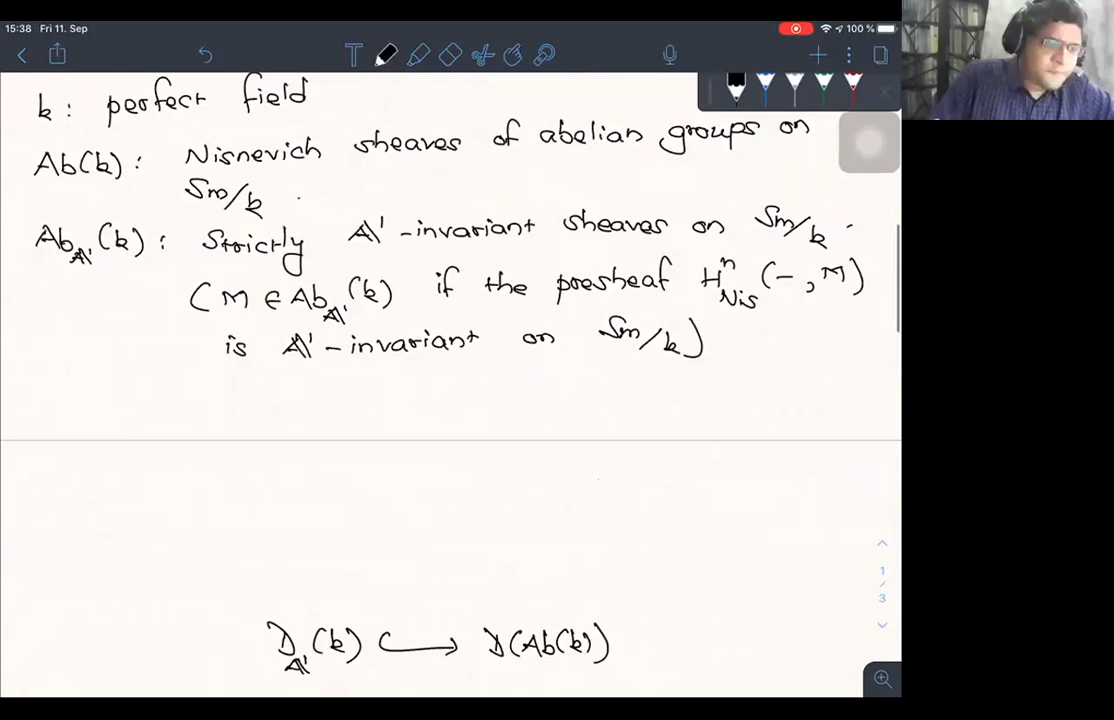 15:38 Fri 11. Sep
100 %
T
k : perfect field
Ab(k) : Nisnevich sheaves of abelian groups on
Sm/k .
Ab_𝔸¹(k) : Strictly 𝔸¹-invariant sheaves on Sm/k .
( M ∈ Ab_𝔸¹(k) if the presheaf Hⁿ_Nis(-, M)
is 𝔸¹-invariant on Sm/k )
1
/
3
D_𝔸¹(k) ↪ D(Ab(k))